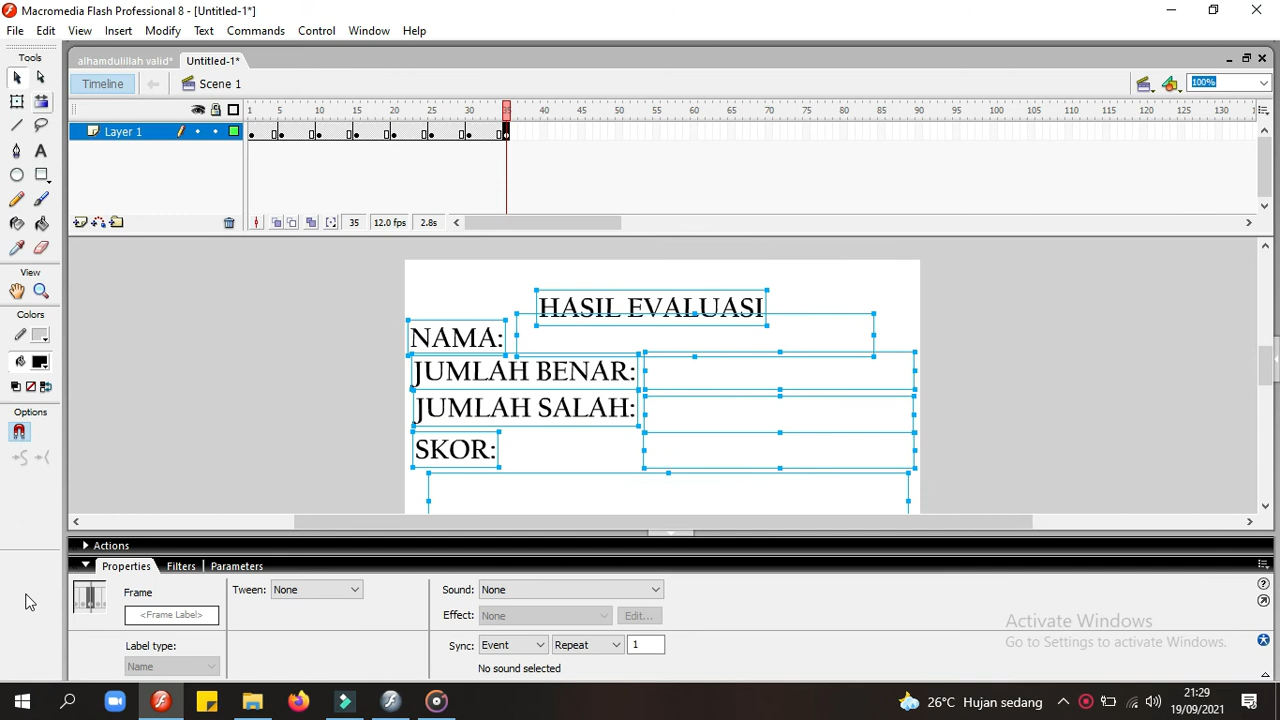 Macromedia Flash Professional 8 - [Untitled-1*]
File Edit View Insert Modify Text Commands Control Window Help
Tools
alhamdulillah valid* Untitled-1*
Timeline Scene 1 100%
1 5 10 15 20 25 30 40 45 50 55 60 65 70 75 80 85 90 95 100 105 110 115 120 125 130
Layer 1
35 12.0 fps 2.8s
View
Colors
Options
HASIL EVALUASI
NAMA:
JUMLAH BENAR:
JUMLAH SALAH:
SKOR:
Actions
Properties Filters Parameters
Frame Tween: None Sound: None
<Frame Label> Effect: None Edit...
Label type: Sync: Event Repeat 1
Name No sound selected
Activate Windows
Go to Settings to activate Windows.
26°C Hujan sedang
21:29
19/09/2021